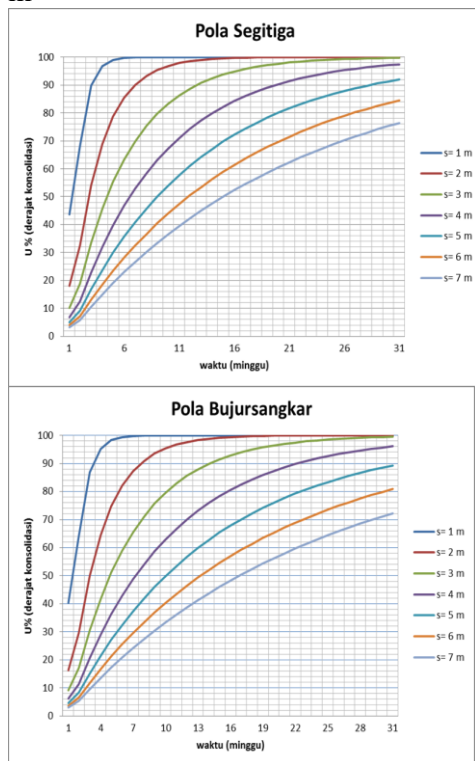 Pola Segitiga
100
90
80
70
60
50
40
30
20
10
0
U % (derajat konsolidasi)
1 6 11 16 21 26 31
waktu (minggu)
s= 1 m
s= 2 m
s= 3 m
s= 4 m
s= 5 m
s= 6 m
s= 7 m
Pola Bujursangkar
100
90
80
70
60
50
40
30
20
10
0
U% (derajat konsolidasi)
1 4 7 10 13 16 19 22 25 28 31
waktu (minggu)
s= 1 m
s= 2 m
s= 3 m
s= 4 m
s= 5 m
s= 6 m
s= 7 m